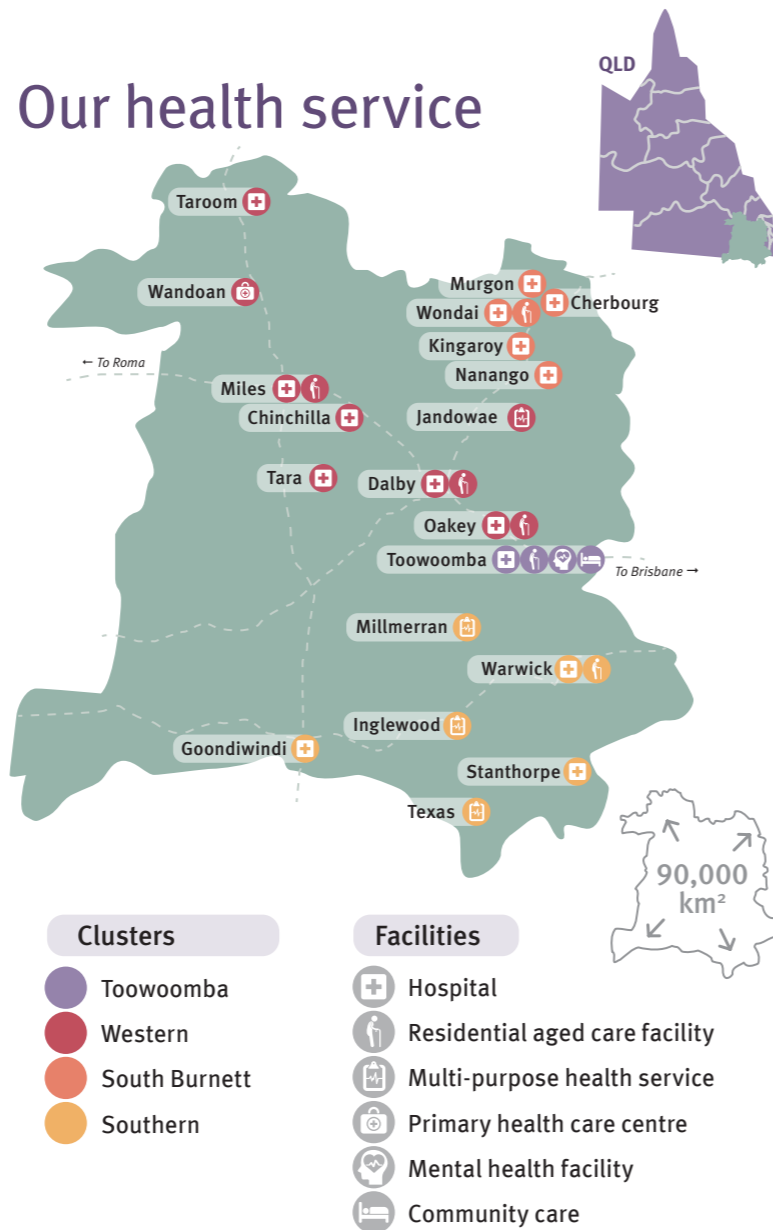 QLD
Our health service
Taroom
Wandoan
Murgon
Cherbourg
Wondai
Kingaroy
← To Roma
Nanango
Miles
Chinchilla
Jandowae
Tara
Dalby
Oakey
Toowoomba
To Brisbane →
Millmerran
Warwick
Inglewood
Goondiwindi
Stanthorpe
Texas
90,000
km²
Clusters
Toowoomba
Western
South Burnett
Southern
Facilities
Hospital
Residential aged care facility
Multi-purpose health service
Primary health care centre
Mental health facility
Community care